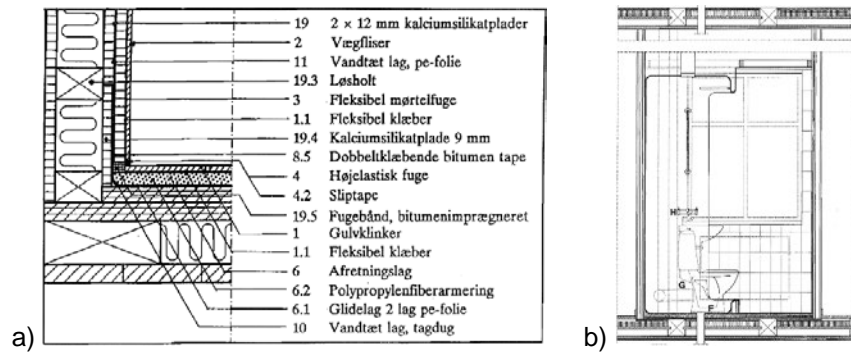 19 2 × 12 mm kalciumsilikatplader
2 Vægfliser
11 Vandtæt lag, pe-folie
19.3 Løsholt
3 Fleksibel mørtelfuge
1.1 Fleksibel klæber
19.4 Kalciumsilikatplade 9 mm
8.5 Dobbeltklæbende bitumen tape
4 Højelastisk fuge
4.2 Sliptape
19.5 Fugebånd, bitumenimprægneret
1 Gulvklinker
1.1 Fleksibel klæber
6 Afretningslag
6.2 Polypropylenfiberarmering
6.1 Glidelag 2 lag pe-folie
10 Vandtæt lag, tagdug
a)
H
G
F
b)